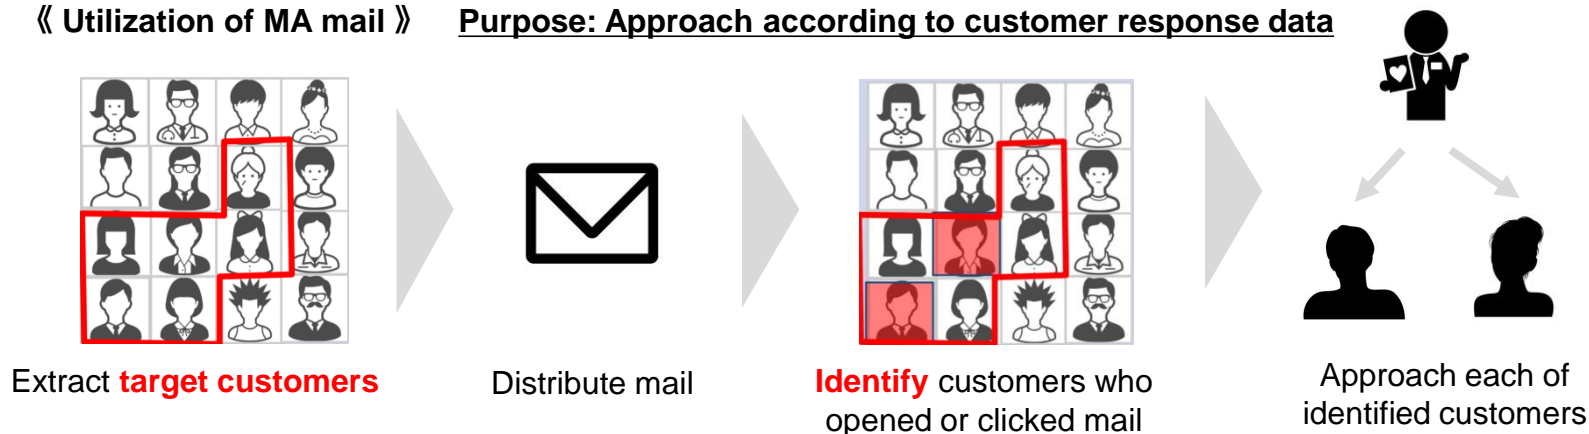 《 Utilization of MA mail 》 Purpose: Approach according to customer response data
Extract target customers
Distribute mail
Identify customers who
opened or clicked mail
Approach each of
identified customers